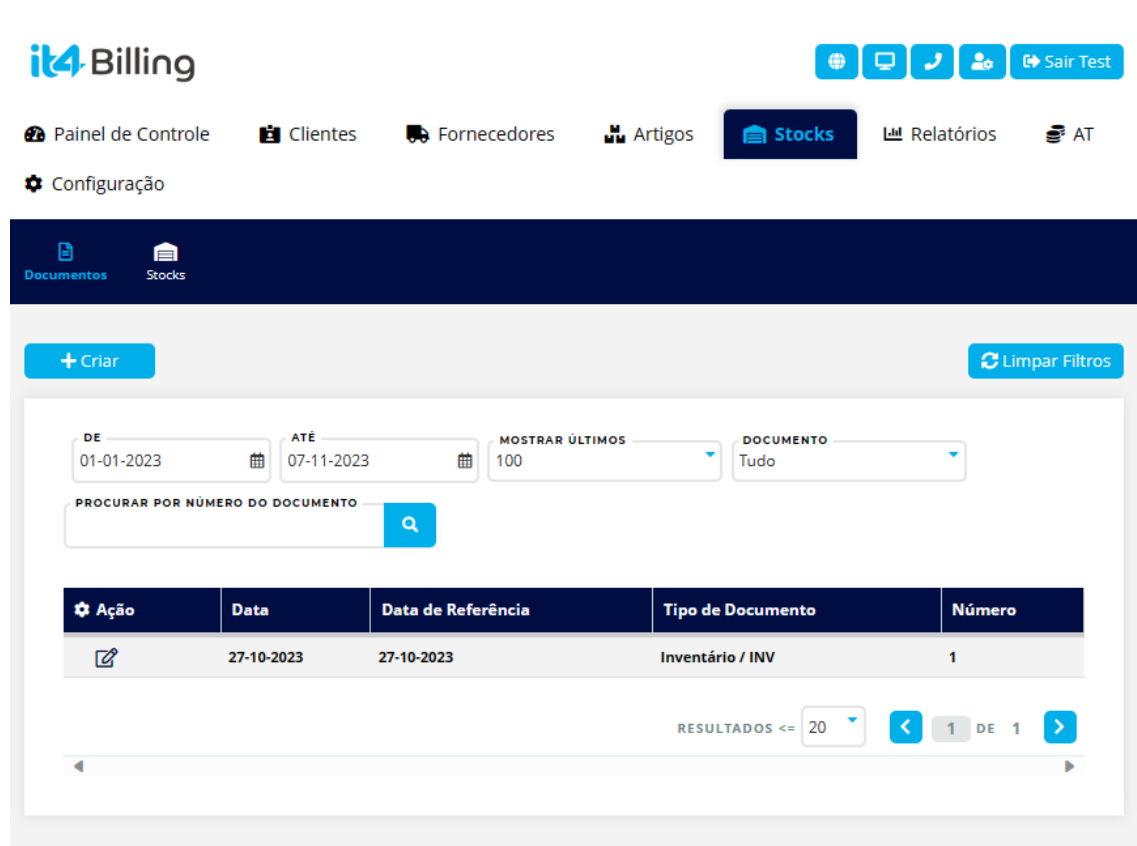 it4 Billing
Sair Test
Painel de Controle Clientes Fornecedores Artigos Stocks Relatórios AT
Configuração
Documentos Stocks
Criar Limpar Filtros
DE ATÉ MOSTRAR ÚLTIMOS DOCUMENTO
01-01-2023 07-11-2023 100 Tudo
PROCURAR POR NÚMERO DO DOCUMENTO
Ação Data Data de Referência Tipo de Documento Número
27-10-2023 27-10-2023 Inventário / INV 1
RESULTADOS <= 20 1 DE 1